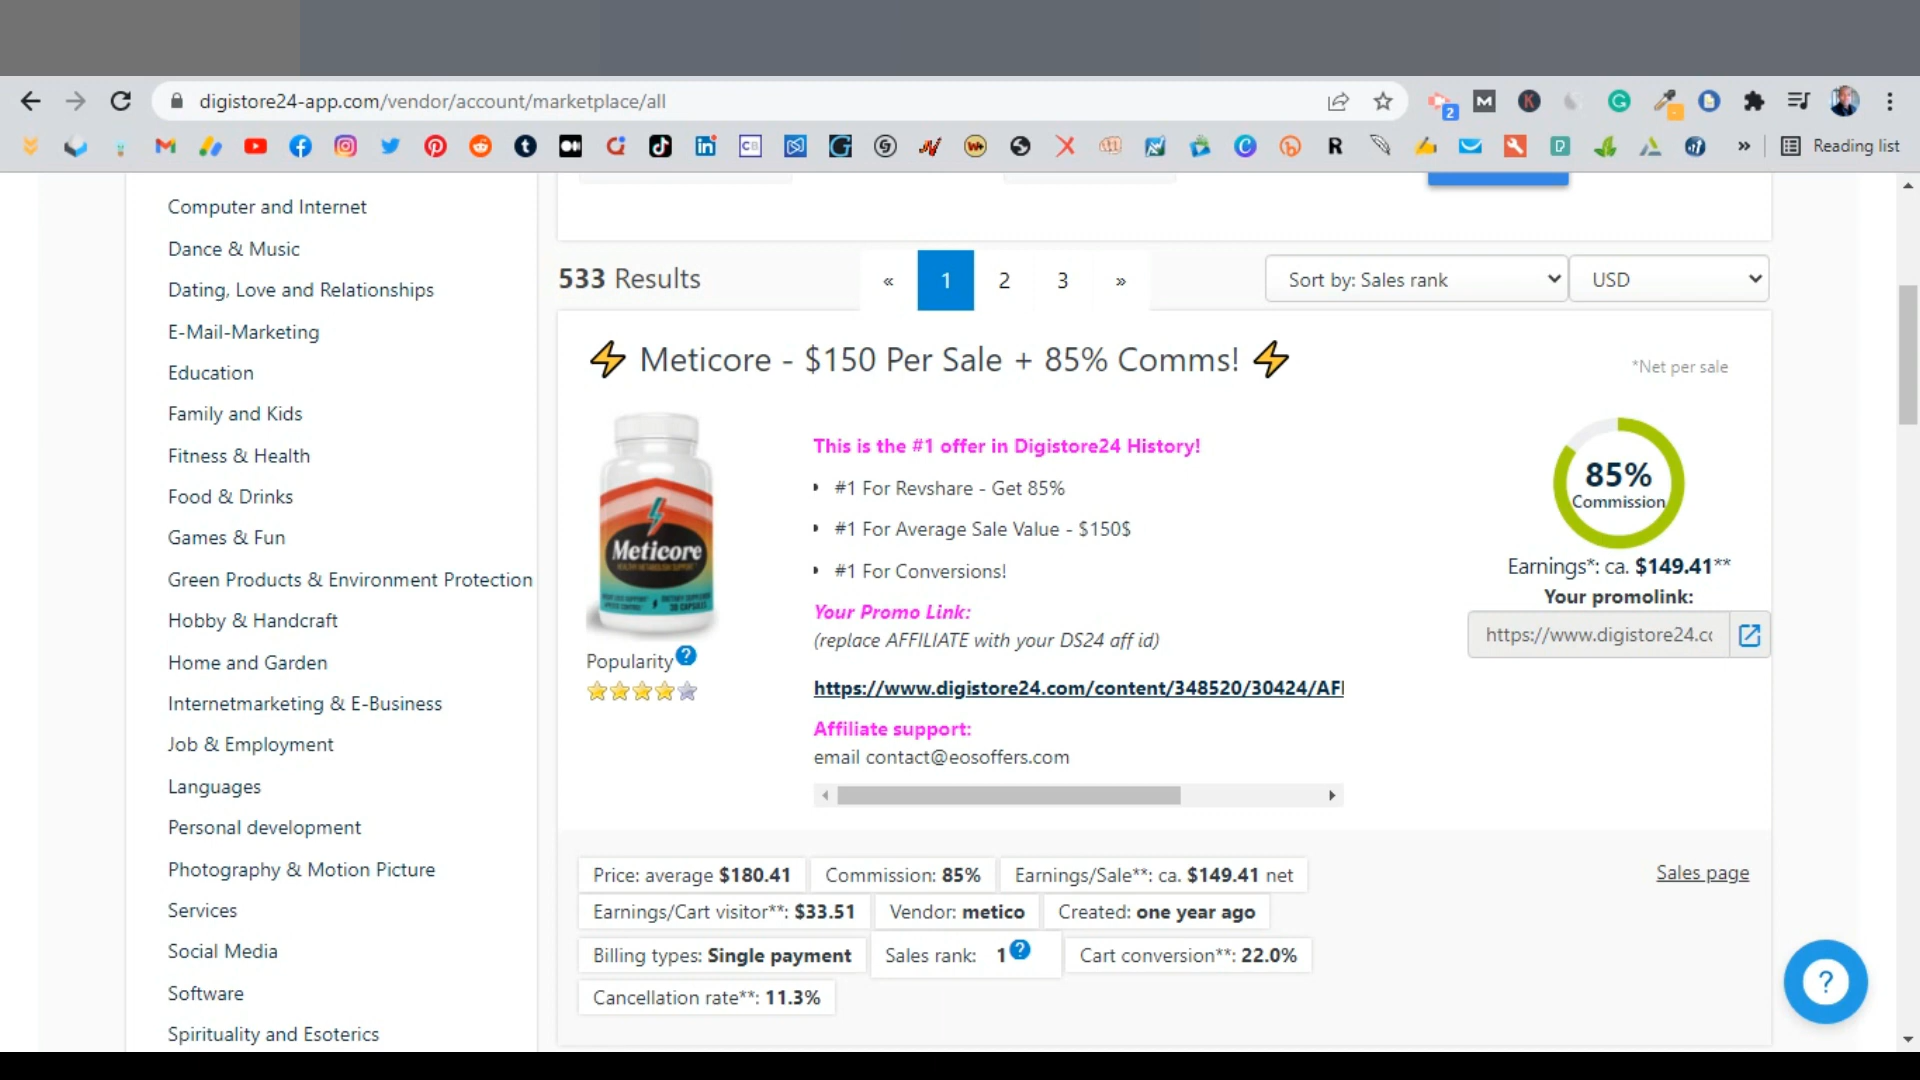 digistore24-app.com/vendor/account/marketplace/all
2
Reading list
Computer and Internet
Dance & Music
Dating, Love and Relationships
E-Mail-Marketing
Education
Family and Kids
Fitness & Health
Food & Drinks
Games & Fun
Green Products & Environment Protection
Hobby & Handcraft
Home and Garden
Internetmarketing & E-Business
Job & Employment
Languages
Personal development
Photography & Motion Picture
Services
Social Media
Software
Spirituality and Esoterics
533 Results
« 1 2 3 »
Sort by: Sales rank
USD
⚡ Meticore - $150 Per Sale + 85% Comms! ⚡
*Net per sale
Meticore
Popularity ?
This is the #1 offer in Digistore24 History!
#1 For Revshare - Get 85%
#1 For Average Sale Value - $150$
#1 For Conversions!
Your Promo Link:
(replace AFFILIATE with your DS24 aff id)
https://www.digistore24.com/content/348520/30424/AF
Affiliate support:
email contact@eosoffers.com
85%
Commission
Earnings*: ca. $149.41**
Your promolink:
https://www.digistore24.cc
Price: average $180.41
Commission: 85%
Earnings/Sale**: ca. $149.41 net
Earnings/Cart visitor**: $33.51
Vendor: metico
Created: one year ago
Billing types: Single payment
Sales rank: 1 ?
Cart conversion**: 22.0%
Cancellation rate**: 11.3%
Sales page
?